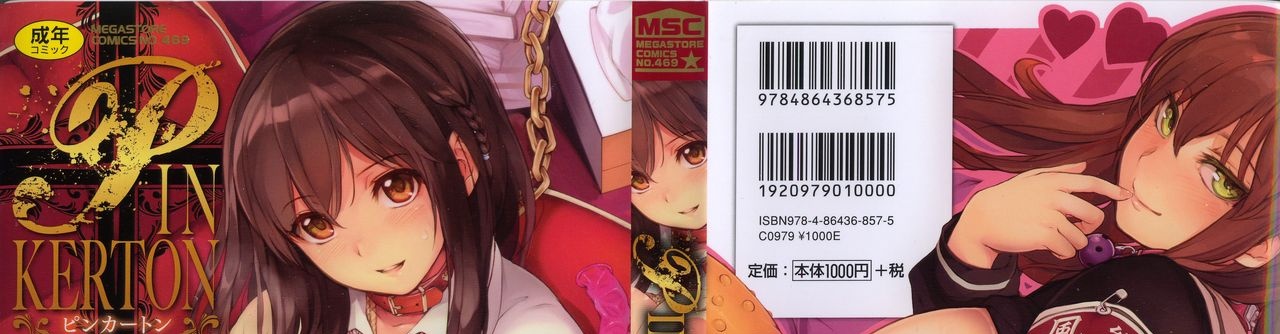 成年
コミック
MEGASTORE
COMICS NO.469
PIN
KERTON
ピンカートン
MSC
MEGASTORE
COMICS
NO.469
9784864368575
1920979010000
ISBN978-4-86436-857-5
C0979 ¥1000E
定価：本体1000円+税
風